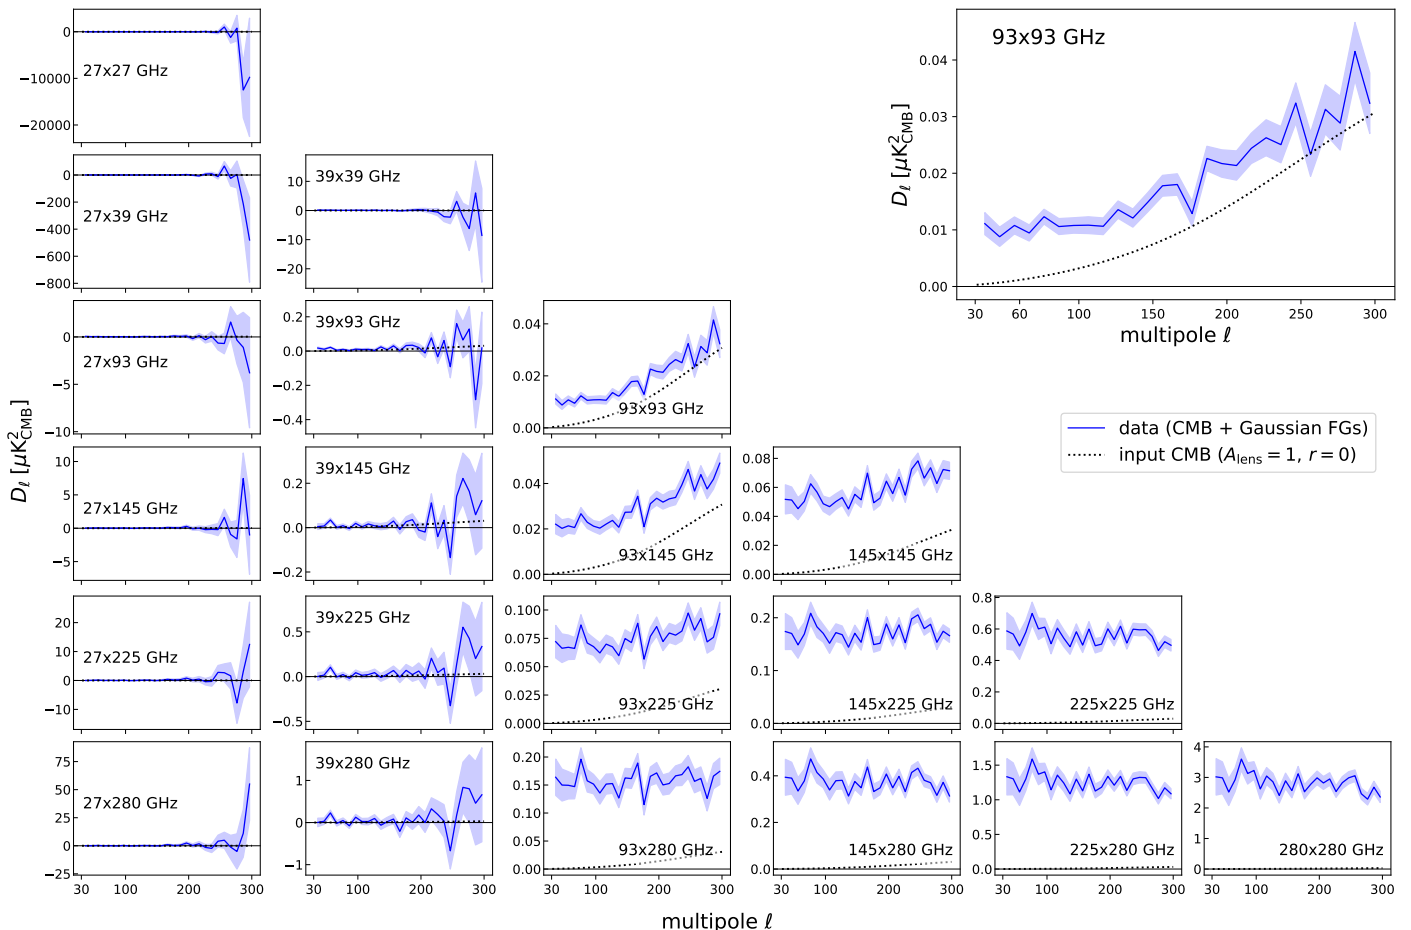 93x93 GHz
0.04
0.03
0.02
0.01
0.00
Dℓ [μK²CMB]
30 60 100 150 200 250 300
multipole ℓ
data (CMB + Gaussian FGs)
input CMB (Alens = 1, r = 0)
Dℓ [μK²CMB]
0
−10000
−20000
27x27 GHz
0
−200
−400
−600
−800
27x39 GHz
10
0
−10
−20
39x39 GHz
0
−5
−10
27x93 GHz
0.2
0.0
−0.2
−0.4
39x93 GHz
0.04
0.02
0.00
93x93 GHz
10
5
0
−5
27x145 GHz
0.4
0.2
0.0
−0.2
39x145 GHz
0.04
0.02
0.00
93x145 GHz
0.08
0.06
0.04
0.02
0.00
145x145 GHz
20
10
0
−10
27x225 GHz
0.5
0.0
−0.5
39x225 GHz
0.100
0.075
0.050
0.025
0.000
93x225 GHz
0.2
0.1
0.0
145x225 GHz
0.8
0.6
0.4
0.2
0.0
225x225 GHz
75
50
25
0
−25
27x280 GHz
30 100 200 300
1
0
−1
39x280 GHz
30 100 200 300
0.20
0.15
0.10
0.05
0.00
93x280 GHz
30 100 200 300
0.4
0.2
0.0
145x280 GHz
30 100 200 300
1.5
1.0
0.5
0.0
225x280 GHz
30 100 200 300
4
3
2
1
0
280x280 GHz
30 100 200 300
multipole ℓ